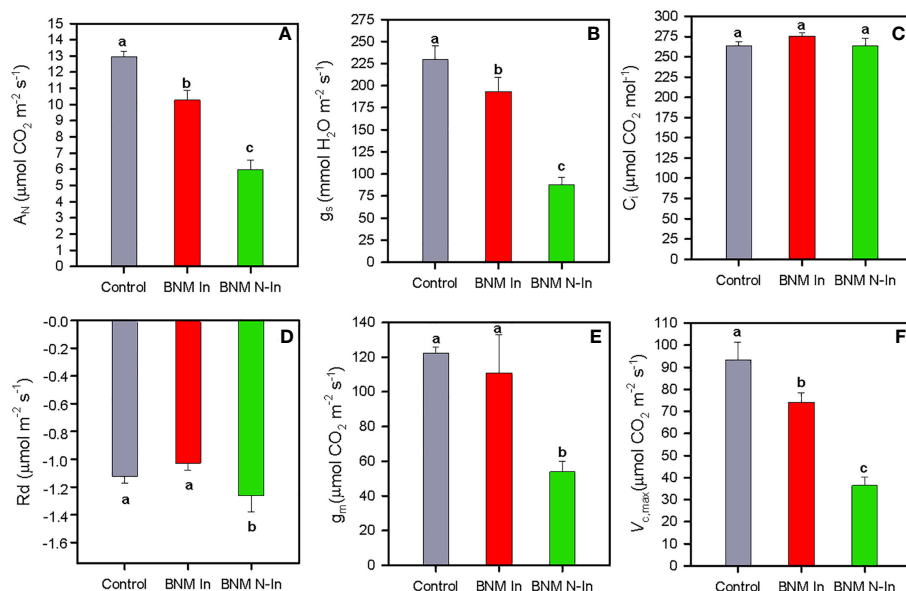 A
A_N (μmol CO₂ m⁻² s⁻¹)
15
14
13
12
11
10
9
8
7
6
5
4
3
2
1
0
a
b
c
Control BNM In BNM N-In
B
g_s (mmol H₂O m⁻² s⁻¹)
275
250
225
200
175
150
125
100
75
50
25
0
a
b
c
Control BNM In BNM N-In
C
C_i (μmol CO₂ mol⁻¹)
300
275
250
225
200
175
150
125
100
75
50
25
0
a
a
a
Control BNM In BNM N-In
D
Rd (μmol m⁻² s⁻¹)
-0.0
-0.2
-0.4
-0.6
-0.8
-1.0
-1.2
-1.4
-1.6
a
a
b
Control BNM In BNM N-In
E
g_m (μmol CO₂ m⁻² s⁻¹)
140
120
100
80
60
40
20
0
a
a
b
Control BNM In BNM N-In
F
V_c,max (μmol CO₂ m⁻² s⁻¹)
110
100
90
80
70
60
50
40
30
20
10
0
a
b
c
Control BNM In BNM N-In